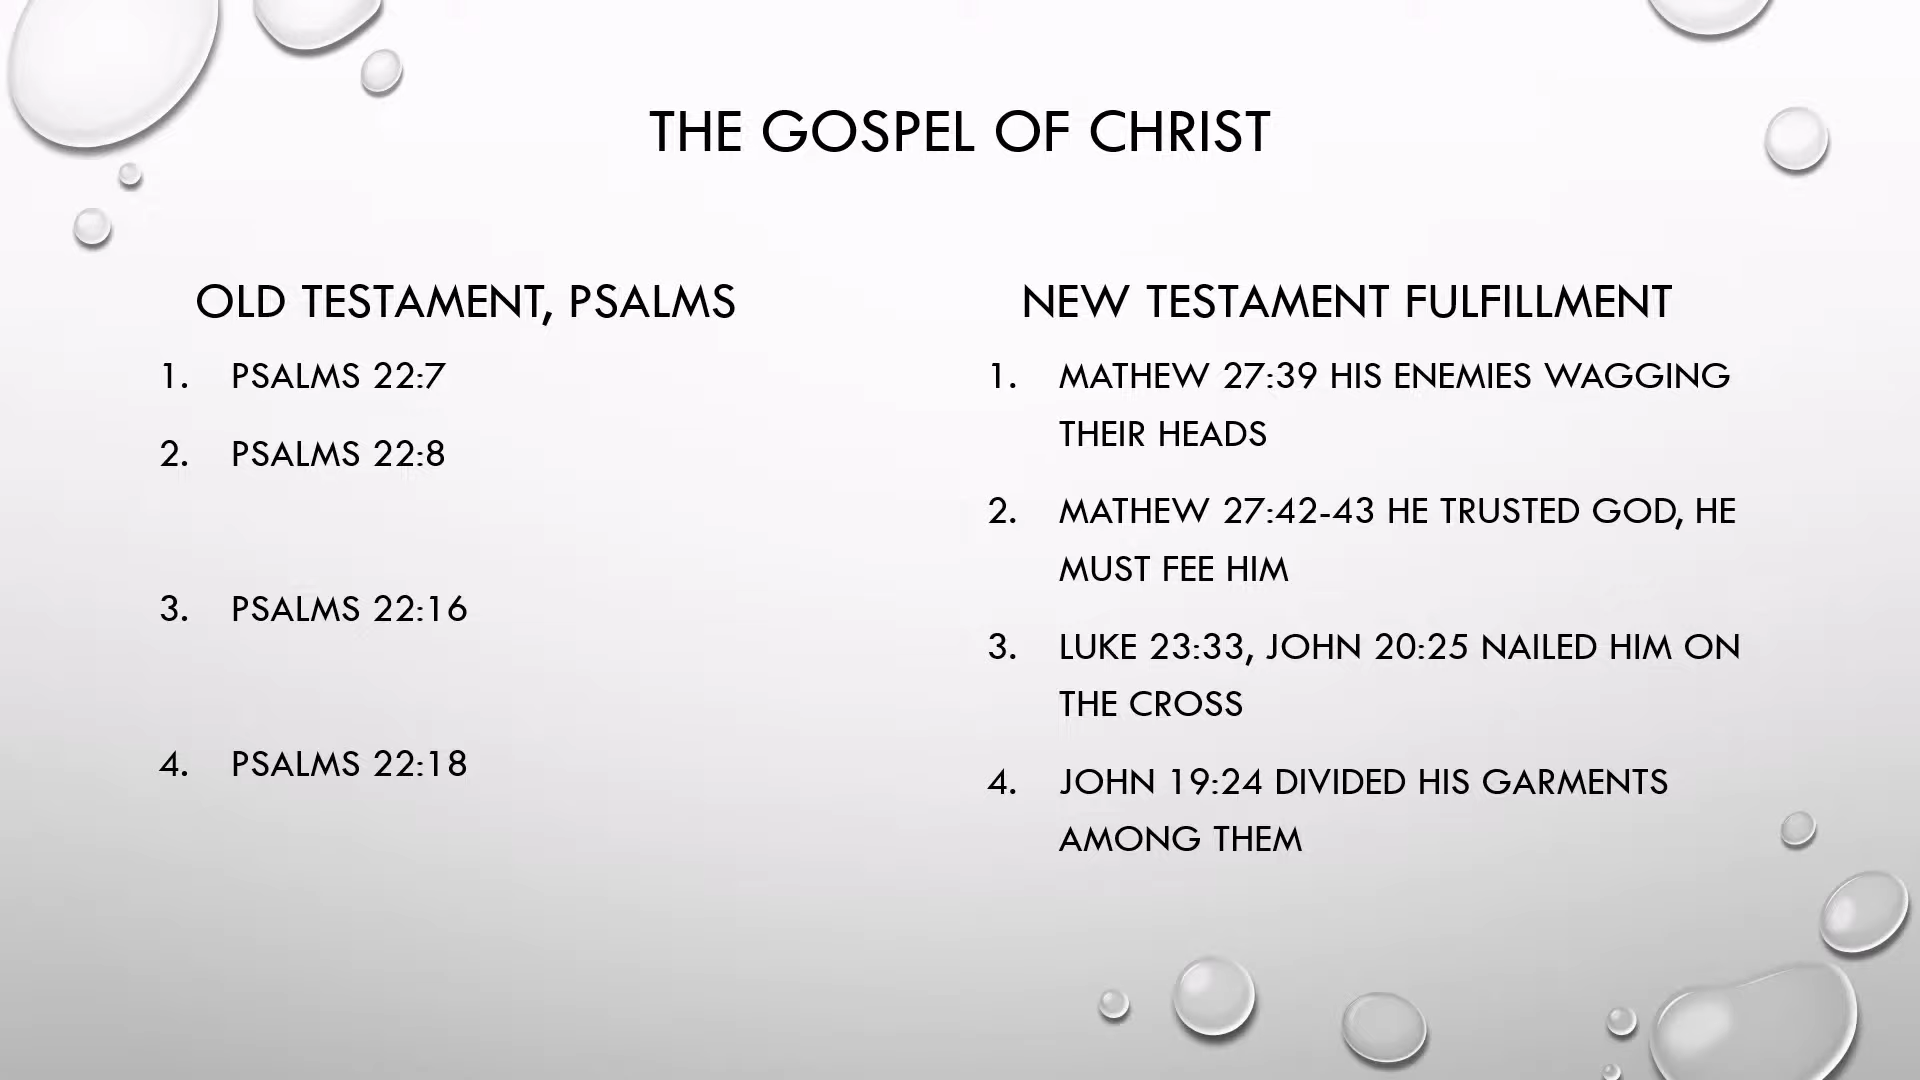 THE GOSPEL OF CHRIST
OLD TESTAMENT, PSALMS
1. PSALMS 22:7
2. PSALMS 22:8
3. PSALMS 22:16
4. PSALMS 22:18
NEW TESTAMENT FULFILLMENT
1. MATHEW 27:39 HIS ENEMIES WAGGING
THEIR HEADS
2. MATHEW 27:42-43 HE TRUSTED GOD, HE
MUST FEE HIM
3. LUKE 23:33, JOHN 20:25 NAILED HIM ON
THE CROSS
4. JOHN 19:24 DIVIDED HIS GARMENTS
AMONG THEM